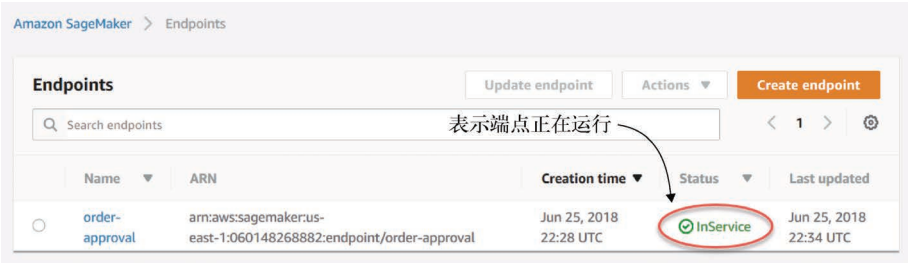 Amazon SageMaker > Endpoints
Endpoints
Update endpoint
Actions ▼
Create endpoint
Search endpoints
表示端点正在运行
< 1 >
Name ▼
ARN
Creation time ▼
Status ▼
Last updated
order-
approval
arn:aws:sagemaker:us-
east-1:060148268882:endpoint/order-approval
Jun 25, 2018
22:28 UTC
InService
Jun 25, 2018
22:34 UTC